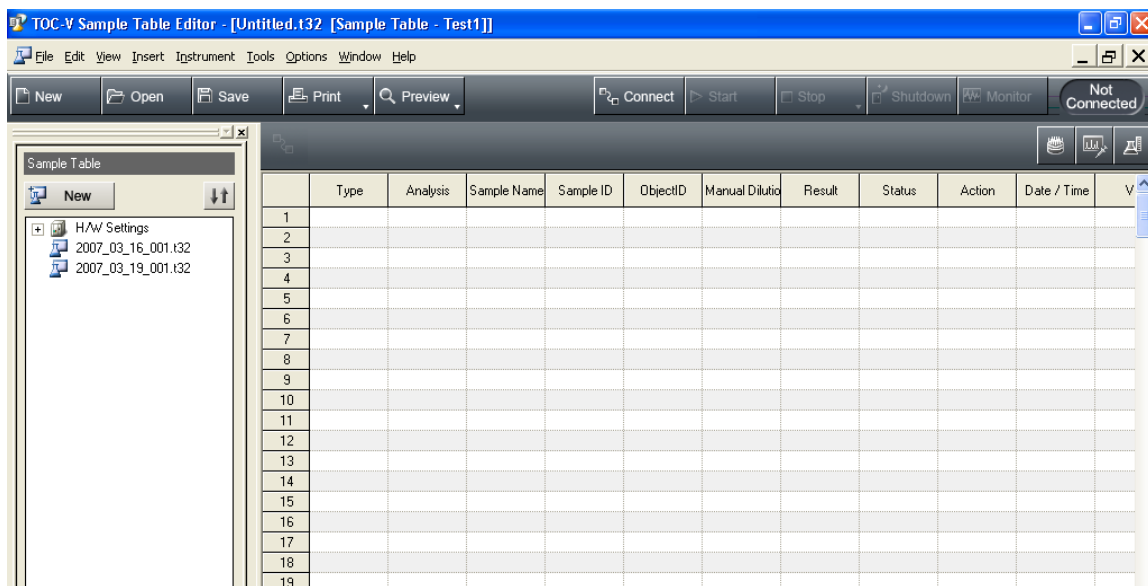 TOC-V Sample Table Editor - [Untitled.t32 [Sample Table - Test1]]
File Edit View Insert Instrument Tools Options Window Help
New Open Save Print Preview Connect Start Stop Shutdown Monitor Not Connected
Sample Table
New
Type Analysis Sample Name Sample ID ObjectID Manual Dilutio Result Status Action Date / Time V
H/W Settings
2007_03_16_001.t32
2007_03_19_001.t32
1
2
3
4
5
6
7
8
9
10
11
12
13
14
15
16
17
18
19